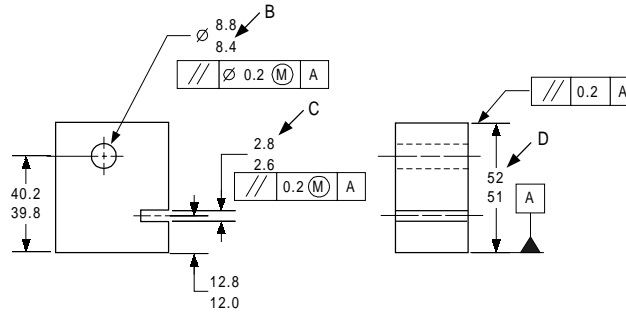 B
⌀ 8.8
8.4
// ⌀ 0.2 Ⓜ A
C
2.8
2.6
// 0.2 Ⓜ A
// 0.2 A
D
52
51
A
40.2
39.8
12.8
12.0